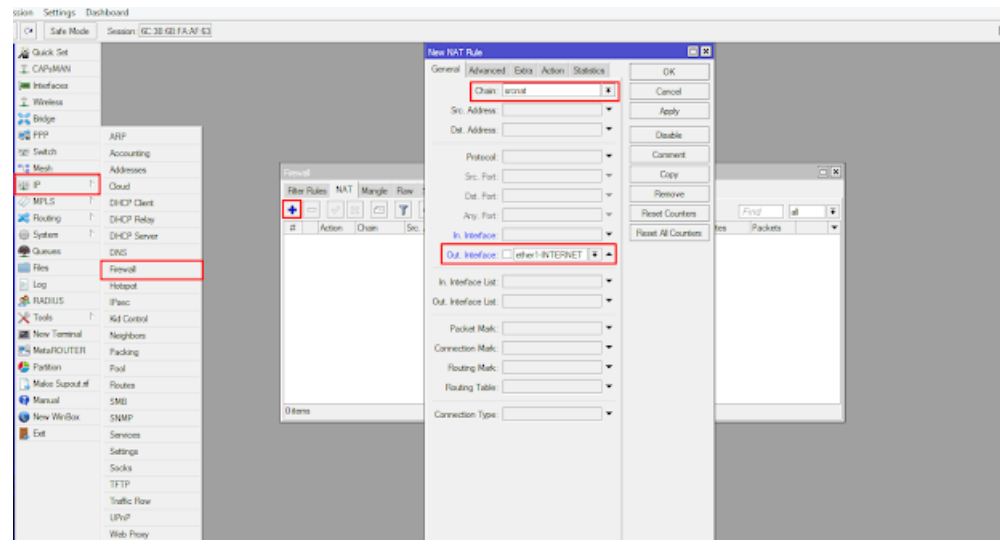 ssion Settings Dashboard
Safe Mode Session: 6C:3B:6B:FA:AF:63
Quick Set
CAPsMAN
Interfaces
Wireless
Bridge
PPP
Switch
Mesh
IP
MPLS
Routing
System
Queues
Files
Log
RADIUS
Tools
New Terminal
MetaROUTER
Partition
Make Supout.rif
Manual
New WinBox
Exit
ARP
Accounting
Addresses
Cloud
DHCP Client
DHCP Relay
DHCP Server
DNS
Firewall
Hotspot
IPsec
Kid Control
Neighbors
Packing
Pool
Routes
SMB
SNMP
Services
Settings
Socks
TFTP
Traffic Flow
UPnP
Web Proxy
Firewall
Filter Rules NAT Mangle Raw
# Action Chain Src.
0 items
Find all
tes Packets
New NAT Rule
General Advanced Extra Action Statistics
Chain: srcnat
Src. Address:
Dst. Address:
Protocol:
Src. Port:
Dst. Port:
Any. Port:
In. Interface:
Out. Interface: ether1-INTERNET
In. Interface List:
Out. Interface List:
Packet Mark:
Connection Mark:
Routing Mark:
Routing Table:
Connection Type:
OK
Cancel
Apply
Disable
Comment
Copy
Remove
Reset Counters
Reset All Counters